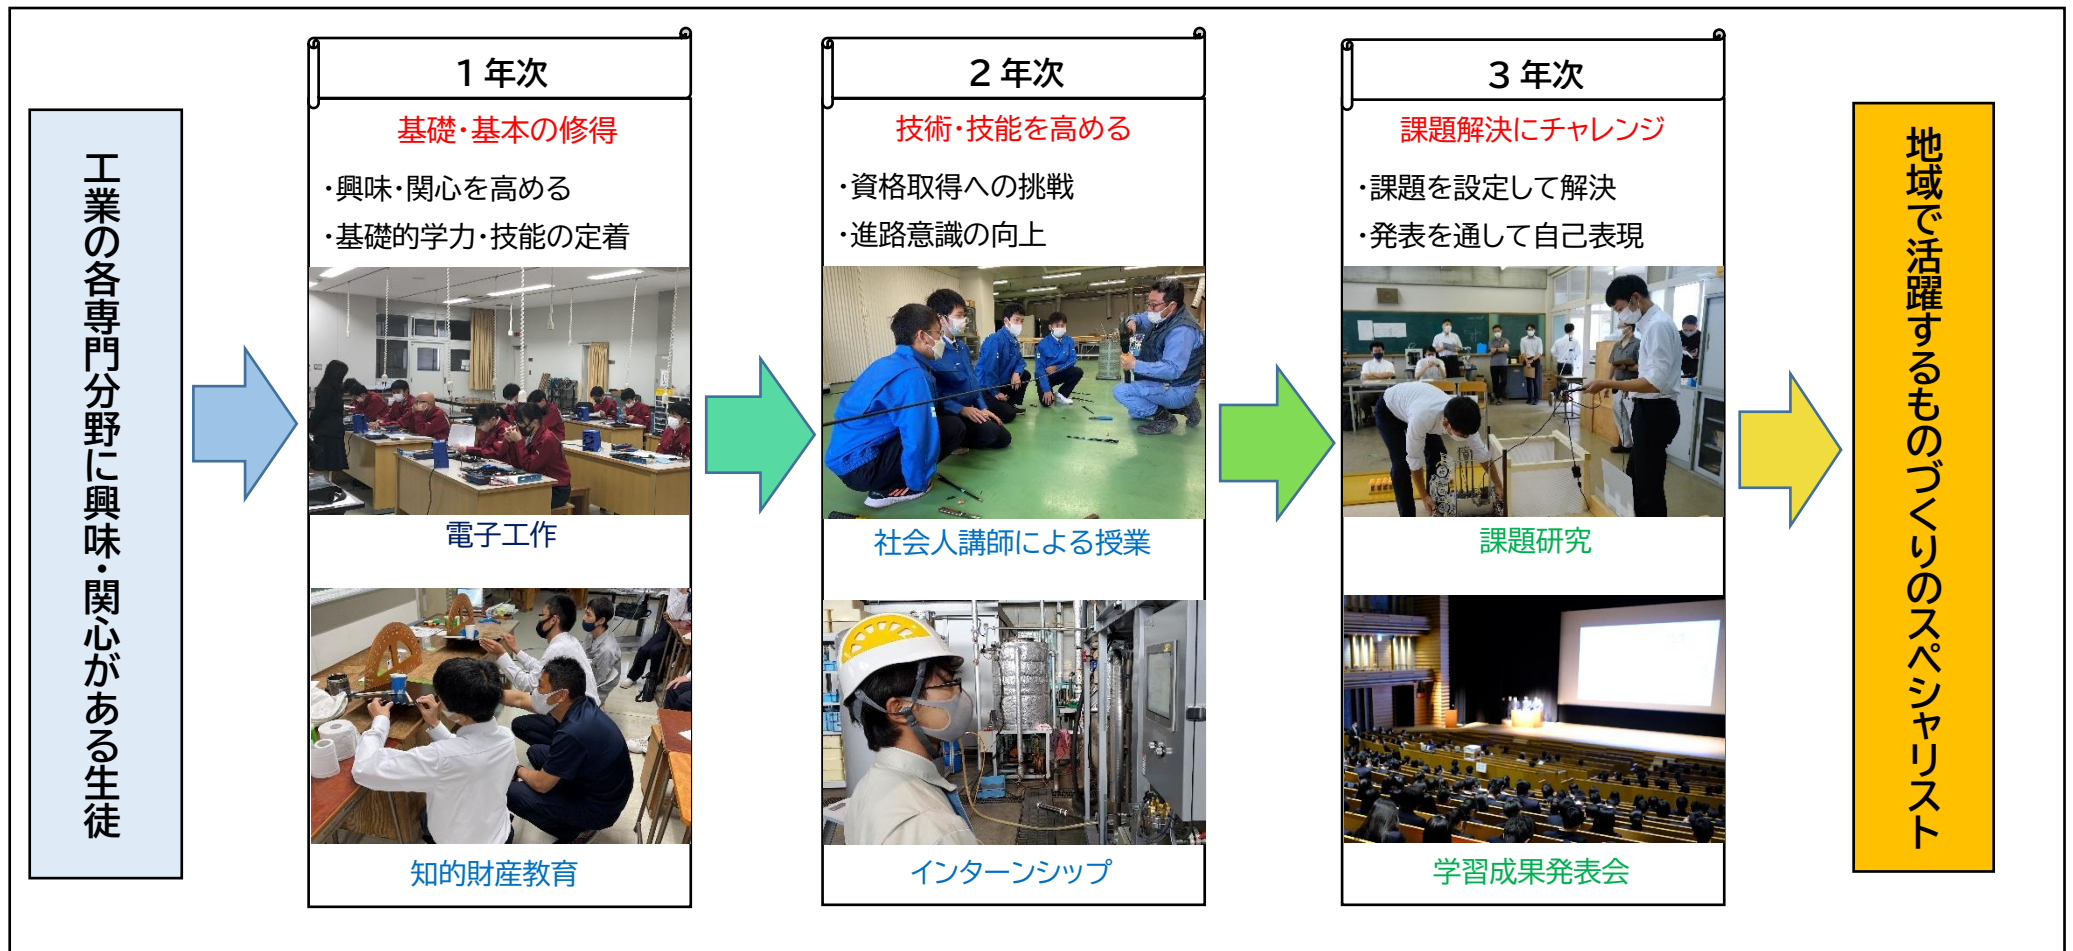 工業の各専門分野に興味・関心がある生徒
1年次
基礎・基本の修得
・興味・関心を高める
・基礎的学力・技能の定着
電子工作
知的財産教育
2年次
技術・技能を高める
・資格取得への挑戦
・進路意識の向上
社会人講師による授業
インターンシップ
3年次
課題解決にチャレンジ
・課題を設定して解決
・発表を通して自己表現
課題研究
学習成果発表会
地域で活躍するものづくりのスペシャリスト